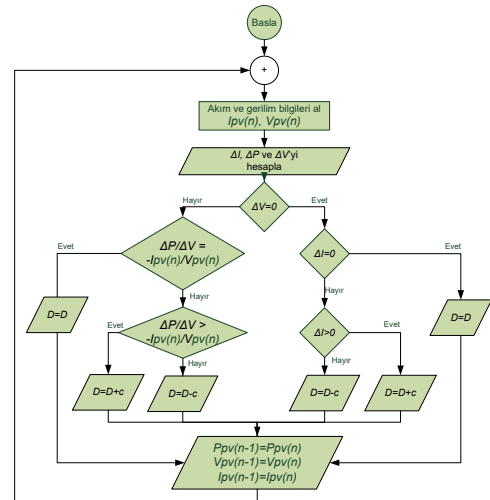 Basla
+
Akım ve gerilim bilgileri al
Ipv(n), Vpv(n)
ΔI, ΔP ve ΔV'yi
hesapla
Hayır
ΔV=0
Evet
Evet
ΔP/ΔV =
-Ipv(n)/Vpv(n)
ΔI=0
Evet
Hayır
Hayır
D=D
D=D
Evet
ΔP/ΔV >
-Ipv(n)/Vpv(n)
ΔI>0
Evet
Hayır
Hayır
D=D+c
D=D-c
D=D-c
D=D+c
Ppv(n-1)=Ppv(n)
Vpv(n-1)=Vpv(n)
Ipv(n-1)=Ipv(n)